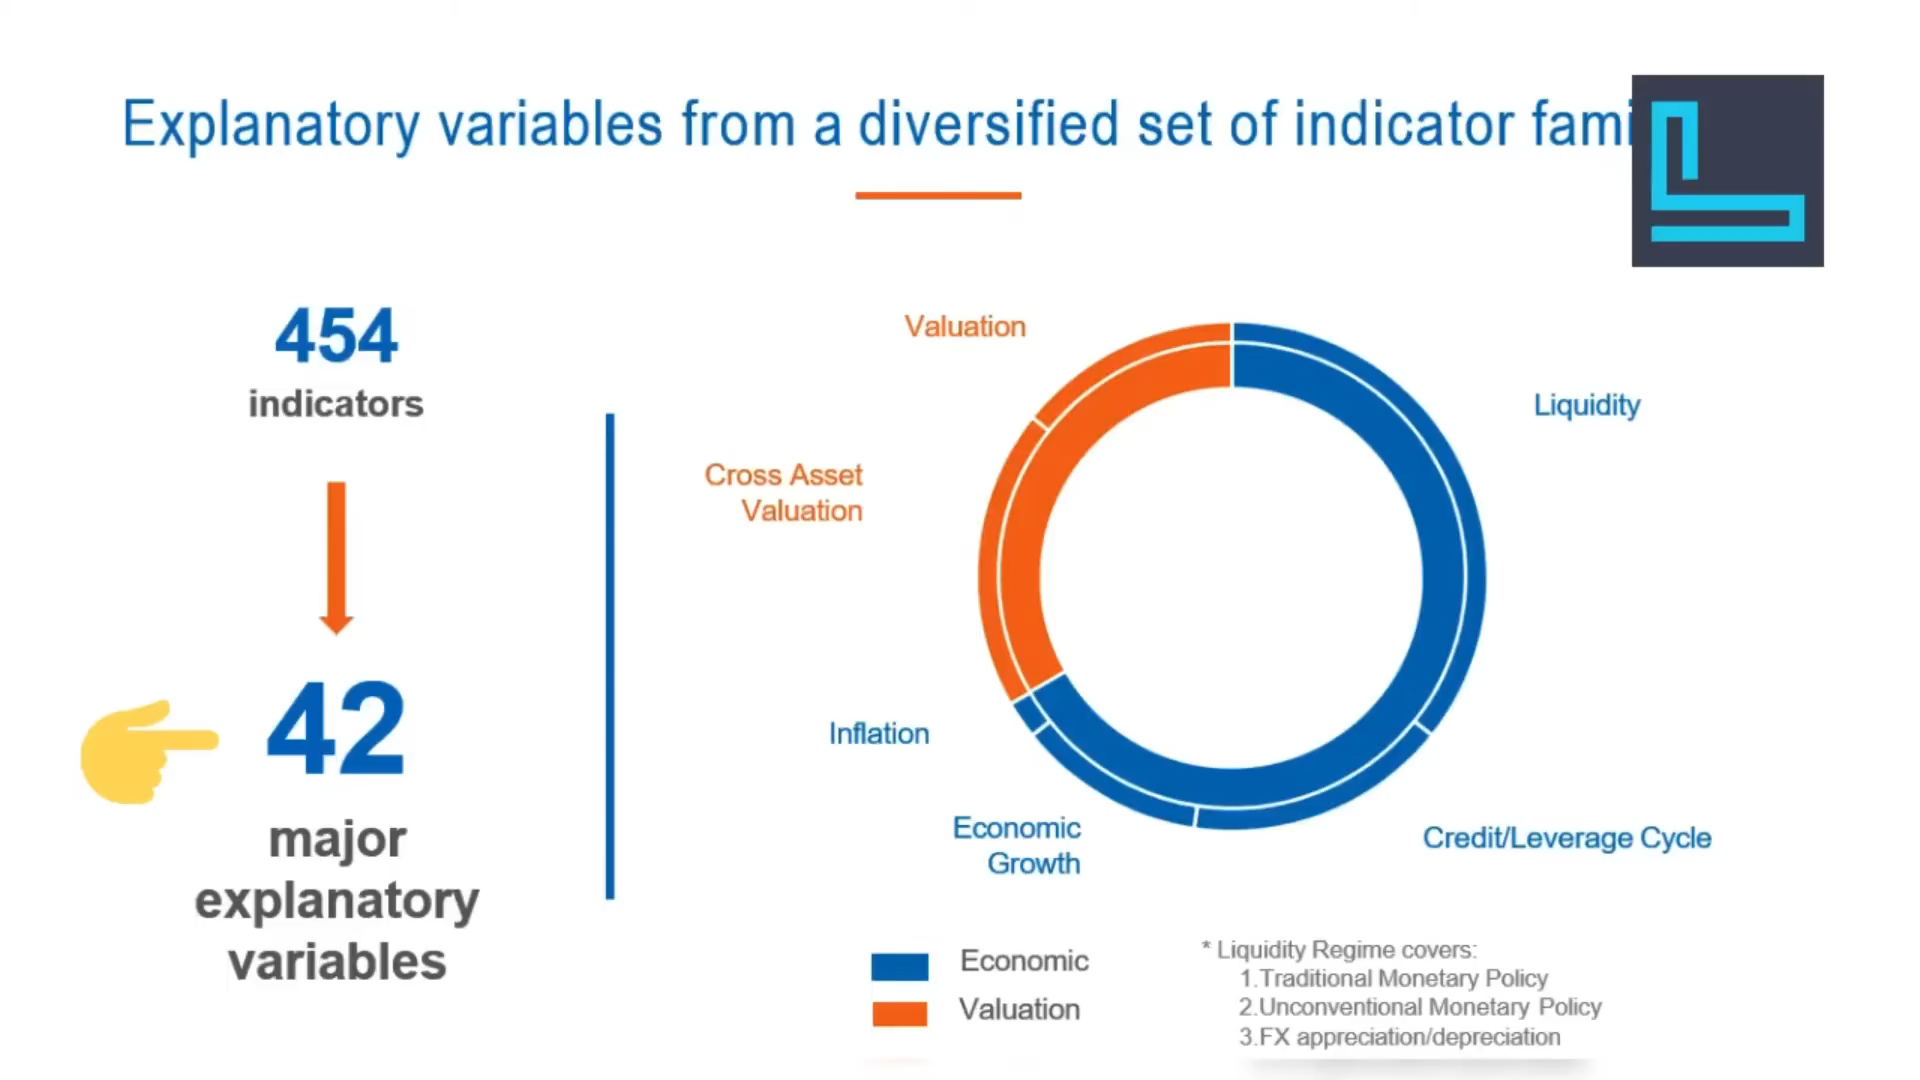 Explanatory variables from a diversified set of indicator fami
454
indicators
42
major
explanatory
variables
Valuation
Liquidity
Cross Asset
Valuation
Inflation
Economic
Growth
Credit/Leverage Cycle
Economic
Valuation
* Liquidity Regime covers:
1.Traditional Monetary Policy
2.Unconventional Monetary Policy
3.FX appreciation/depreciation